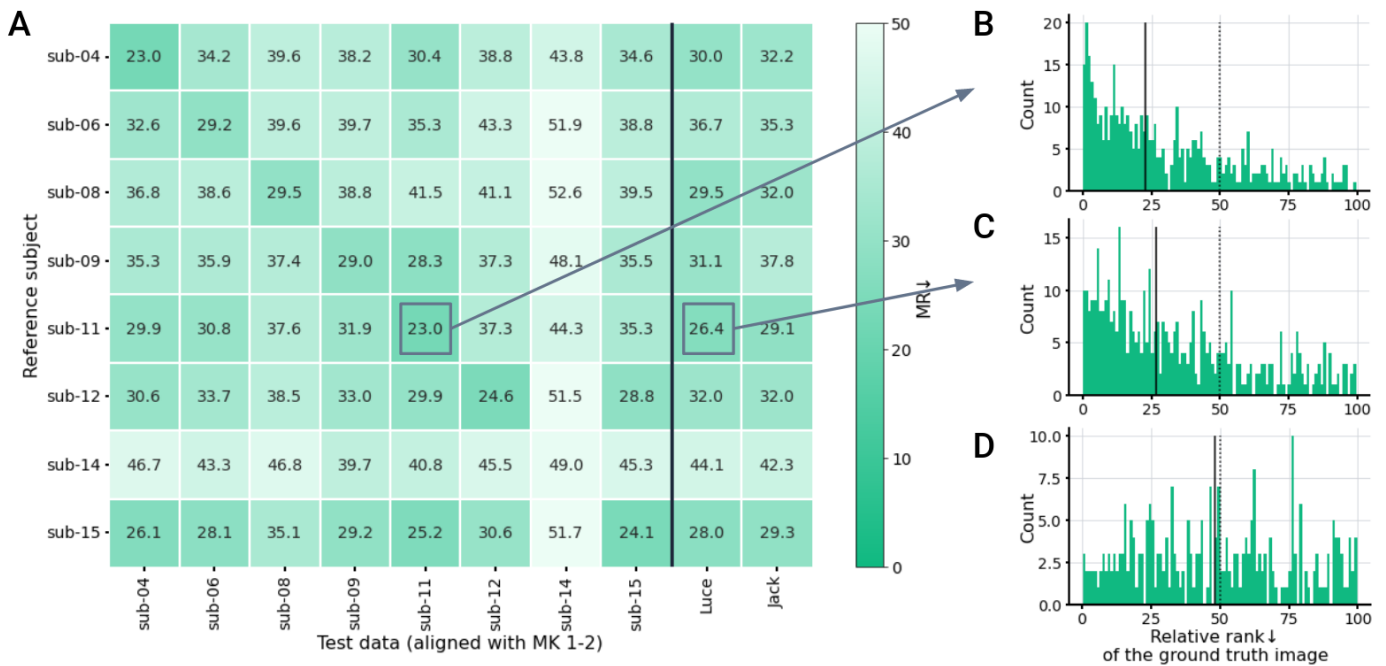 A
Reference subject
sub-04 23.0 34.2 39.6 38.2 30.4 38.8 43.8 34.6 30.0 32.2
sub-06 32.6 29.2 39.6 39.7 35.3 43.3 51.9 38.8 36.7 35.3
sub-08 36.8 38.6 29.5 38.8 41.5 41.1 52.6 39.5 29.5 32.0
sub-09 35.3 35.9 37.4 29.0 28.3 37.3 48.1 35.5 31.1 37.8
sub-11 29.9 30.8 37.6 31.9 23.0 37.3 44.3 35.3 26.4 29.1
sub-12 30.6 33.7 38.5 33.0 29.9 24.6 51.5 28.8 32.0 32.0
sub-14 46.7 43.3 46.8 39.7 40.8 45.5 49.0 45.3 44.1 42.3
sub-15 26.1 28.1 35.1 29.2 25.2 30.6 51.7 24.1 28.0 29.3
sub-04 sub-06 sub-08 sub-09 sub-11 sub-12 sub-14 sub-15 Luce Jack
Test data (aligned with MK 1-2)
50
40
30
20
10
0
MR↓
B
Count
20
15
10
5
0
0 25 50 75 100
C
Count
15
10
5
0
0 25 50 75 100
D
Count
10.0
7.5
5.0
2.5
0.0
0 25 50 75 100
Relative rank↓
of the ground truth image